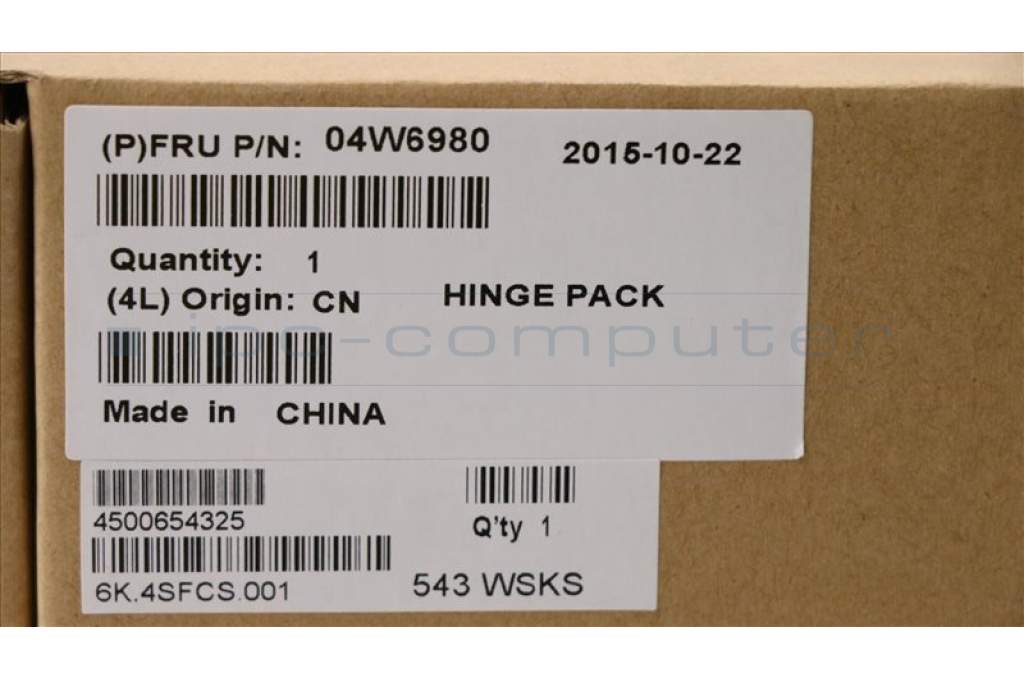 (P)FRU P/N: 04W6980 2015-10-22
Quantity: 1
(4L) Origin: CN HINGE PACK
ipc-computer
Made in CHINA
4500654325 Q'ty 1
6K.4SFCS.001 543 WSKS